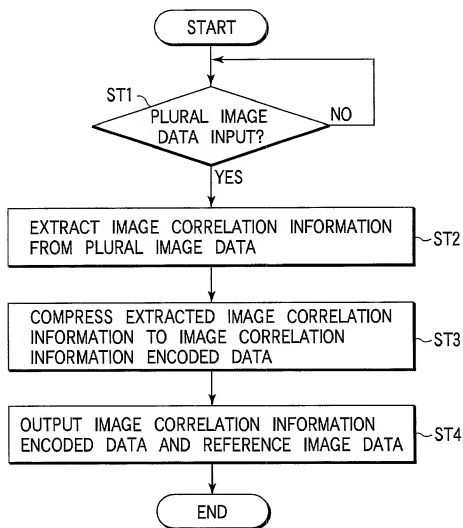 START
ST1
PLURAL IMAGE
DATA INPUT?
NO
YES
EXTRACT IMAGE CORRELATION INFORMATION
FROM PLURAL IMAGE DATA
ST2
COMPRESS EXTRACTED IMAGE CORRELATION
INFORMATION TO IMAGE CORRELATION
INFORMATION ENCODED DATA
ST3
OUTPUT IMAGE CORRELATION INFORMATION
ENCODED DATA AND REFERENCE IMAGE DATA
ST4
END